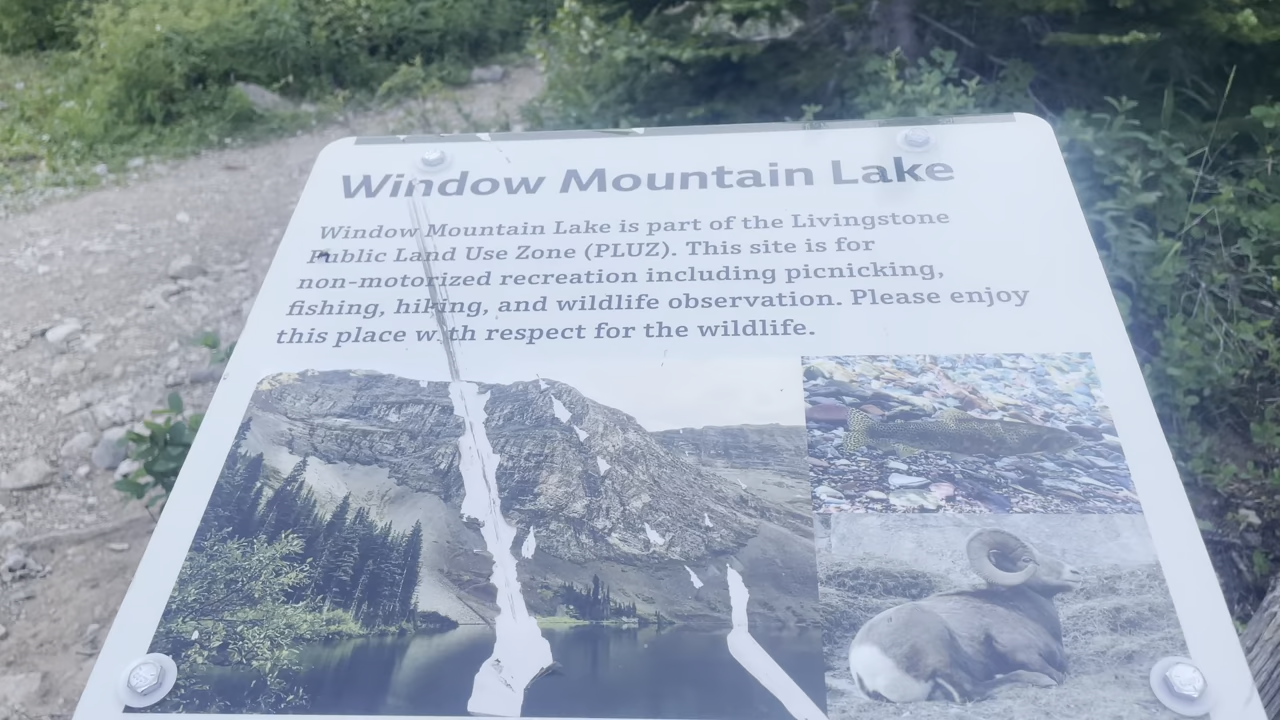 Window Mountain Lake
Window Mountain Lake is part of the Livingstone
Public Land Use Zone (PLUZ). This site is for
non-motorized recreation including picnicking,
fishing, hiking, and wildlife observation. Please enjoy
this place with respect for the wildlife.